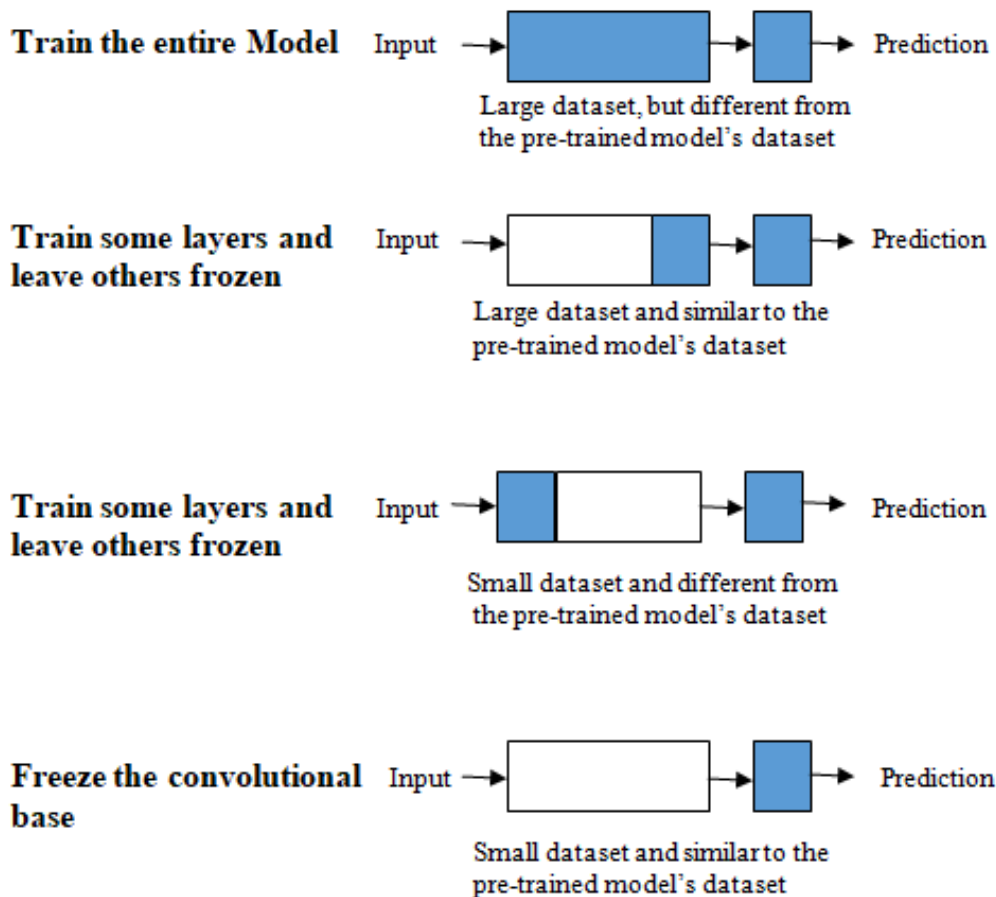 Train the entire Model
Input
Prediction
Large dataset, but different from
the pre-trained model's dataset
Train some layers and
leave others frozen
Input
Prediction
Large dataset and similar to the
pre-trained model's dataset
Train some layers and
leave others frozen
Input
Prediction
Small dataset and different from
the pre-trained model's dataset
Freeze the convolutional
base
Input
Prediction
Small dataset and similar to the
pre-trained model's dataset